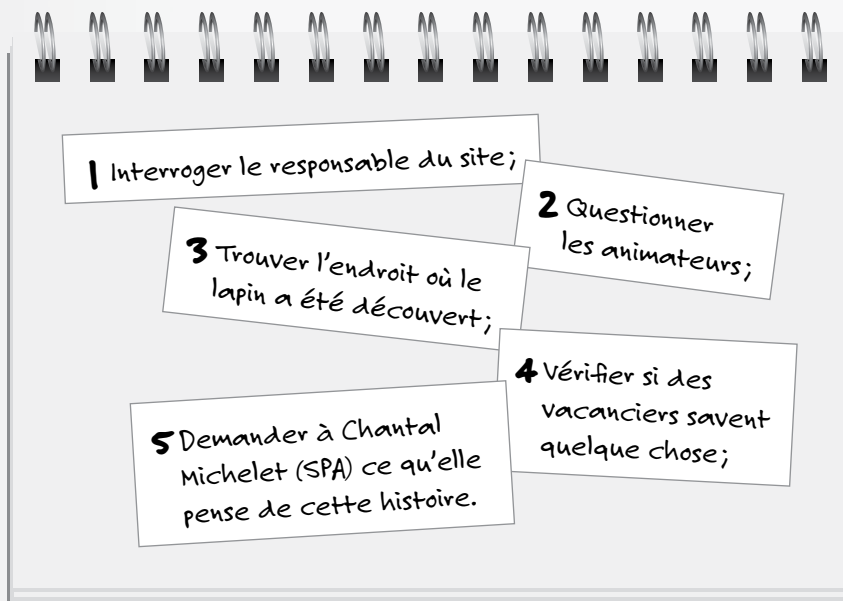 1 Interroger le responsable du site;
2 Questionner
les animateurs;
3 Trouver l'endroit où le
lapin a été découvert;
4 Vérifier si des
vacanciers savent
quelque chose;
5 Demander à Chantal
Michelet (SPA) ce qu'elle
pense de cette histoire.